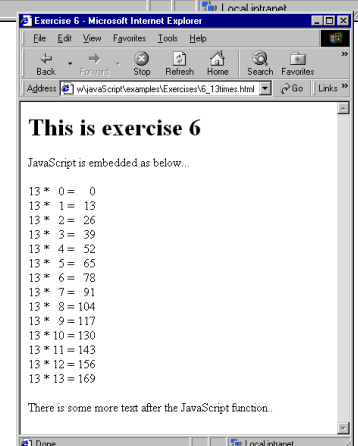 Local intranet
Exercise 6 - Microsoft Internet Explorer
File Edit View Favorites Tools Help
Back Forward Stop Refresh Home Search Favorites
Address w\javaScript\examples\Exercises\6_13times.html Go Links
This is exercise 6
JavaScript is embedded as below...
13 * 0 = 0
13 * 1 = 13
13 * 2 = 26
13 * 3 = 39
13 * 4 = 52
13 * 5 = 65
13 * 6 = 78
13 * 7 = 91
13 * 8 = 104
13 * 9 = 117
13 * 10 = 130
13 * 11 = 143
13 * 12 = 156
13 * 13 = 169
There is some more text after the JavaScript function..
Done Local intranet